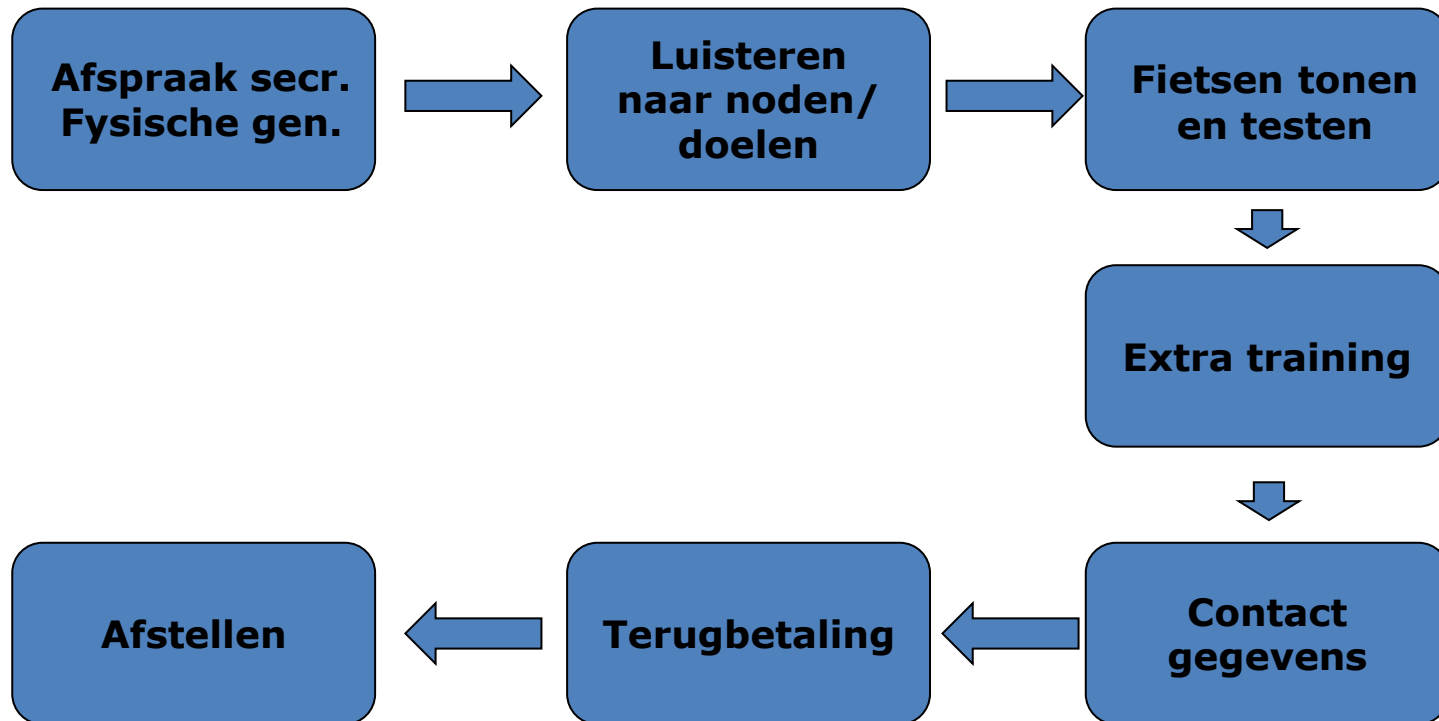 Afspraak secr.
Fysische gen.
Luisteren
naar noden/
doelen
Fietsen tonen
en testen
Extra training
Contact
gegevens
Terugbetaling
Afstellen